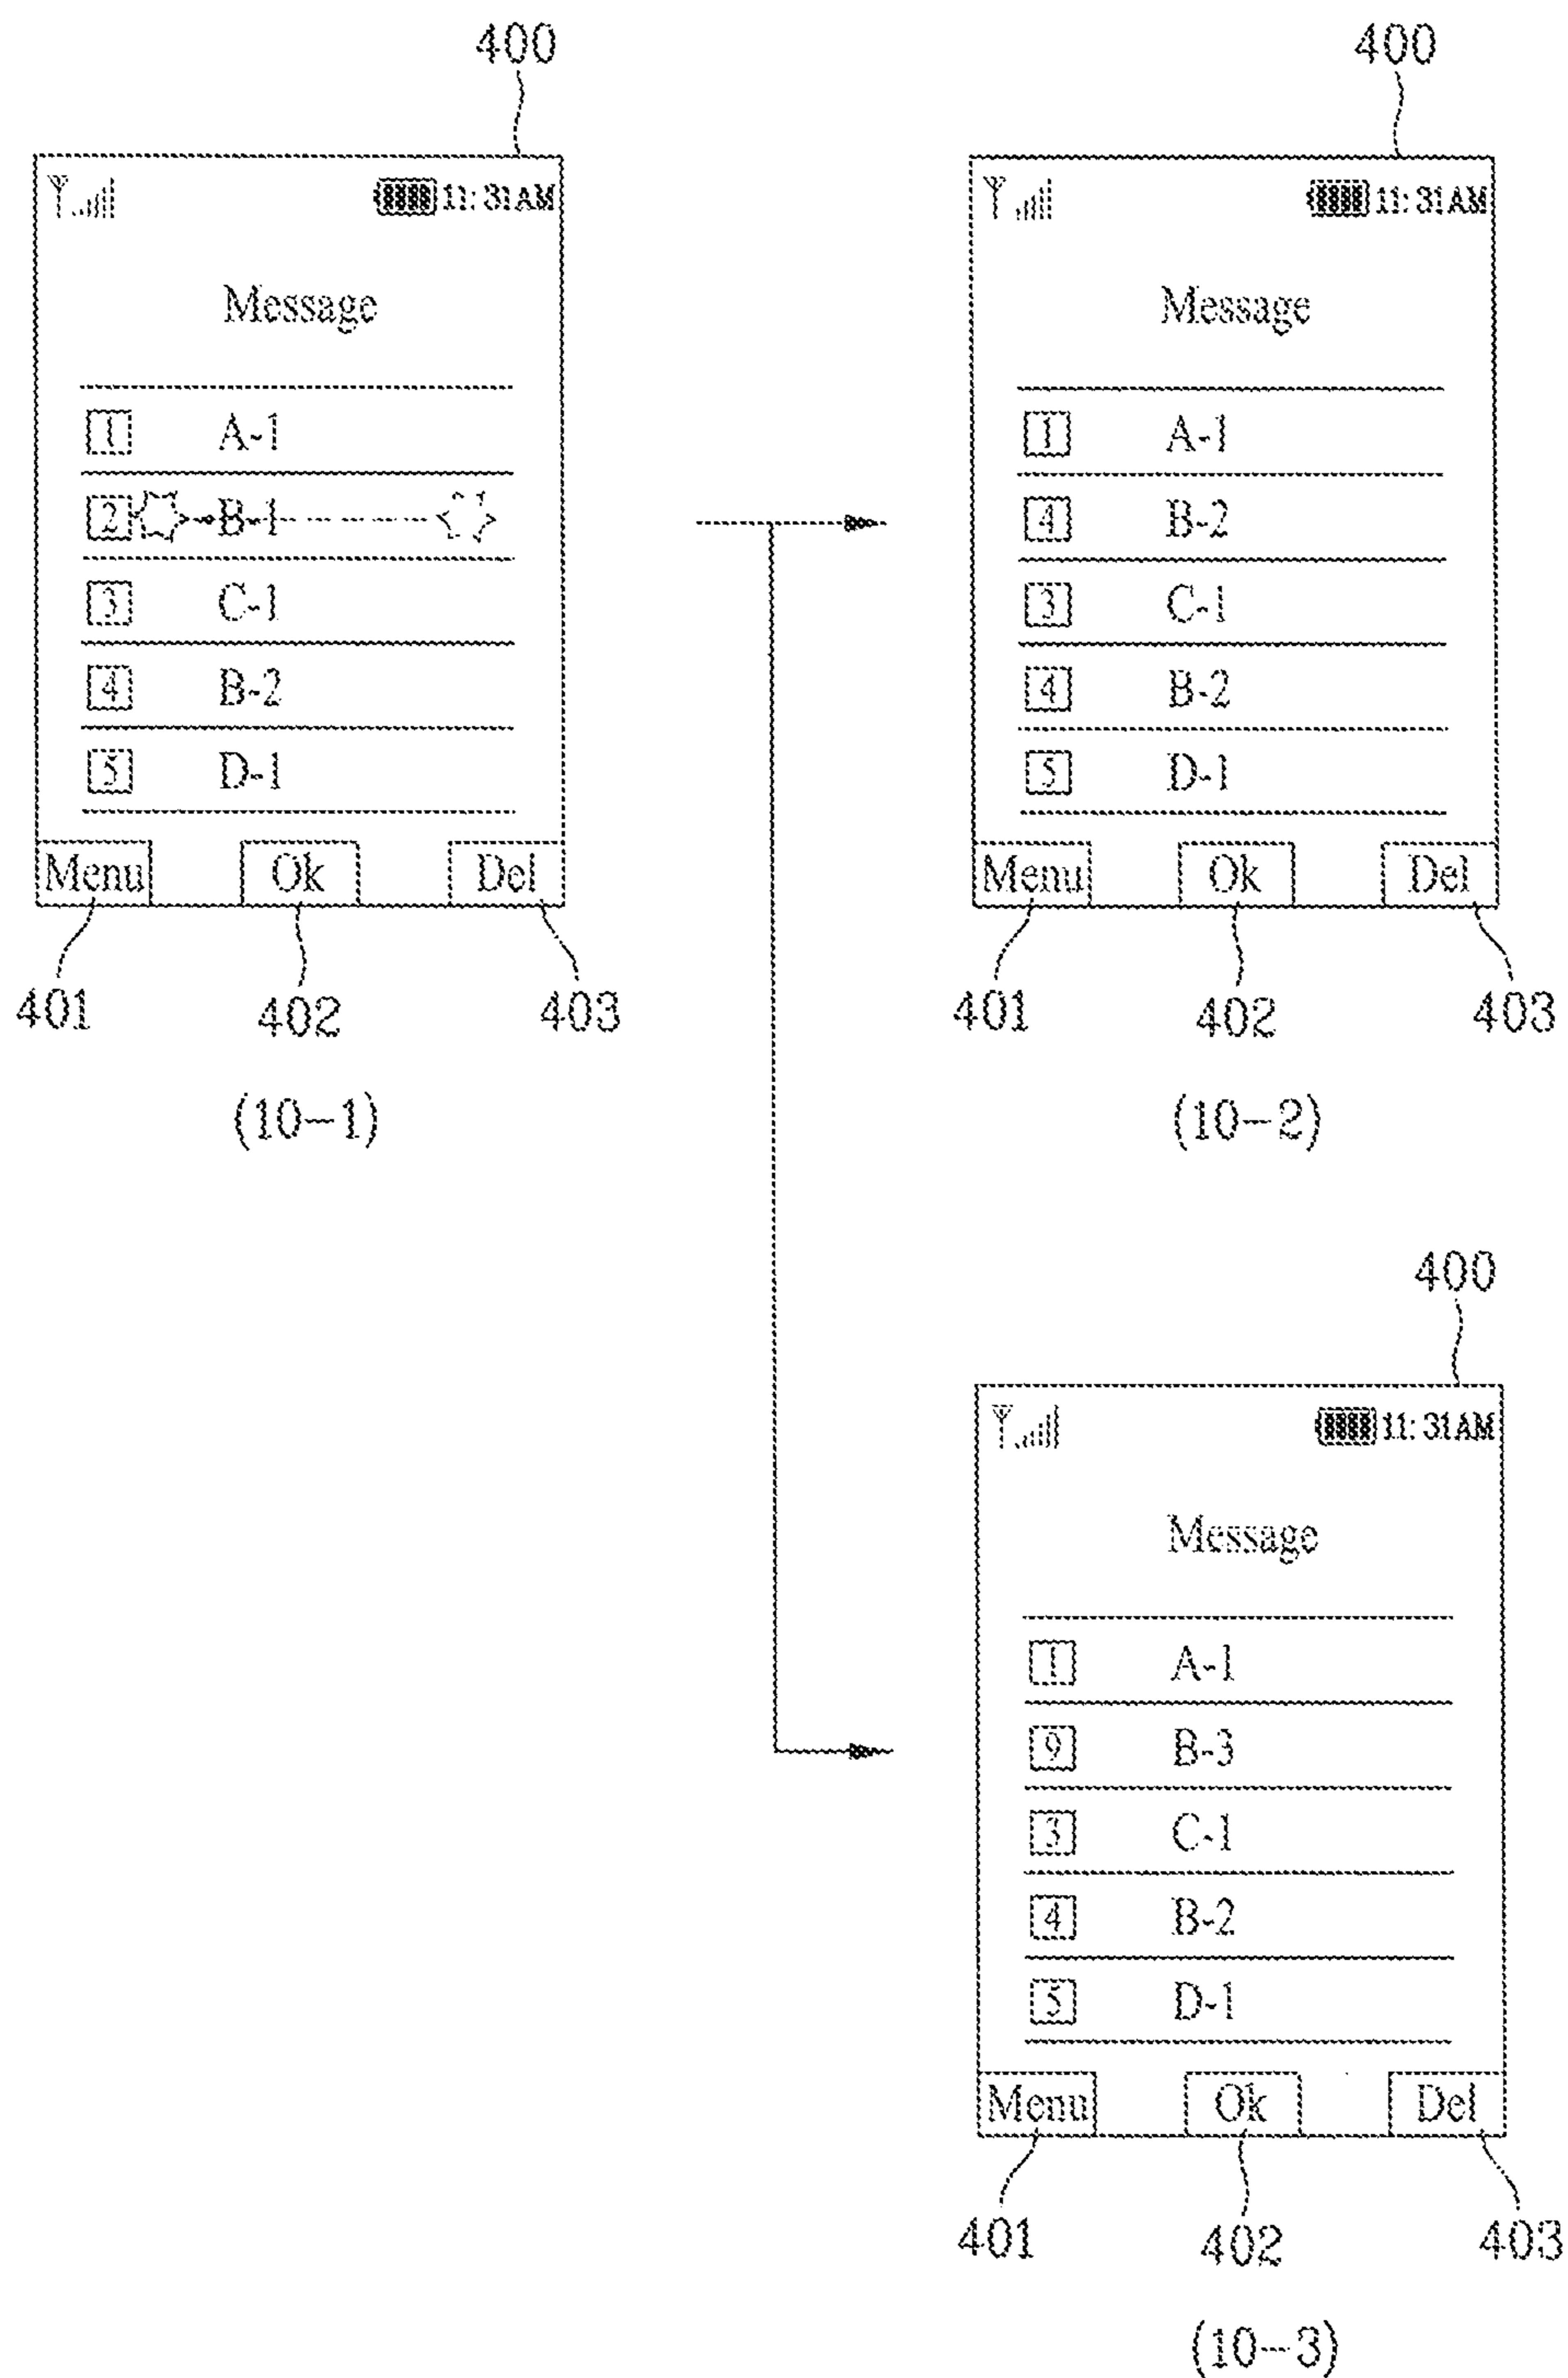 400
11:31AM
Message
1 A-1
2 B-1
3 C-1
4 B-2
5 D-1
Menu Ok Del
401 402 403
(10-1)
400
11:31AM
Message
1 A-1
4 B-2
3 C-1
4 B-2
5 D-1
Menu Ok Del
401 402 403
(10-2)
400
11:31AM
Message
1 A-1
9 B-3
3 C-1
4 B-2
5 D-1
Menu Ok Del
401 402 403
(10-3)